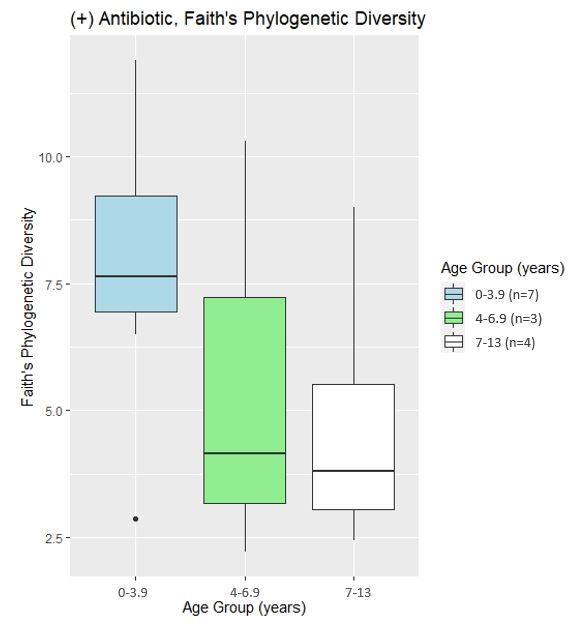 (+) Antibiotic, Faith's Phylogenetic Diversity
Faith's Phylogenetic Diversity
10.0
7.5
5.0
2.5
0-3.9
4-6.9
7-13
Age Group (years)
Age Group (years)
0-3.9 (n=7)
4-6.9 (n=3)
7-13 (n=4)